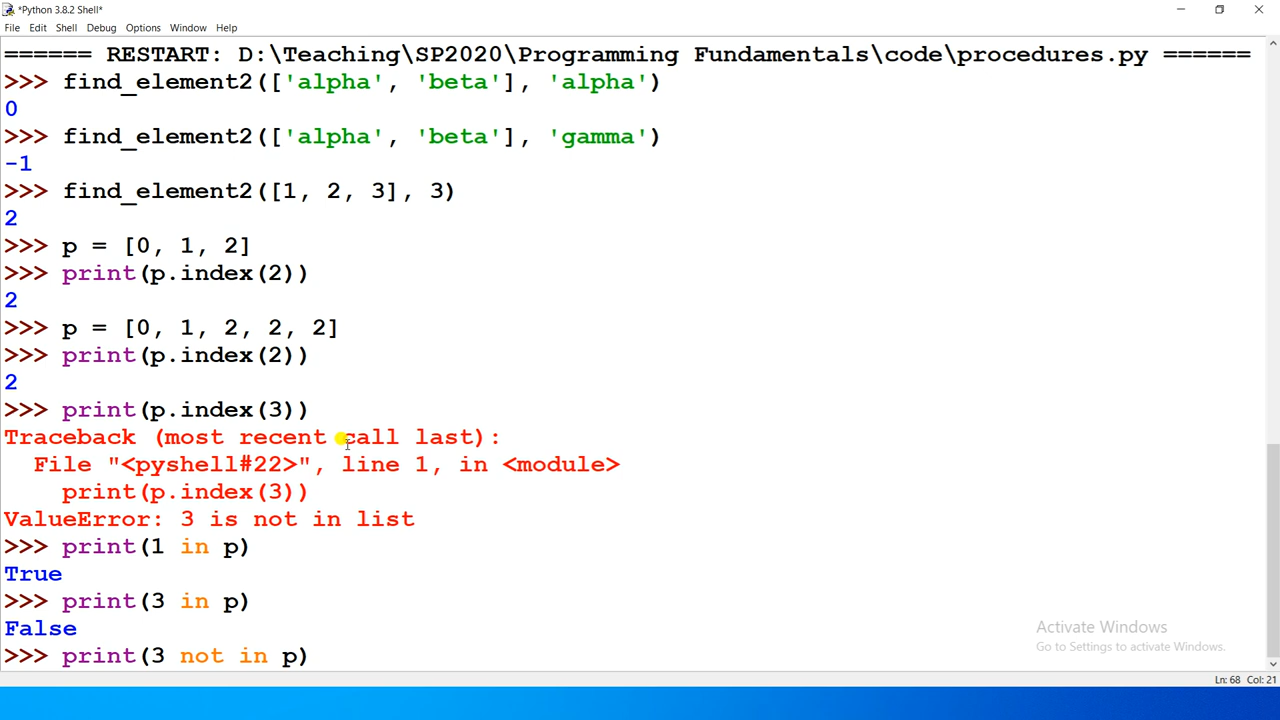 *Python 3.8.2 Shell*
File Edit Shell Debug Options Window Help
====== RESTART: D:\Teaching\SP2020\Programming Fundamentals\code\procedures.py ======
>>> find_element2(['alpha', 'beta'], 'alpha')
0
>>> find_element2(['alpha', 'beta'], 'gamma')
-1
>>> find_element2([1, 2, 3], 3)
2
>>> p = [0, 1, 2]
>>> print(p.index(2))
2
>>> p = [0, 1, 2, 2, 2]
>>> print(p.index(2))
2
>>> print(p.index(3))
Traceback (most recent call last):
  File "<pyshell#22>", line 1, in <module>
    print(p.index(3))
ValueError: 3 is not in list
>>> print(1 in p)
True
>>> print(3 in p)
False
>>> print(3 not in p)
Activate Windows
Go to Settings to activate Windows.
Ln: 68 Col: 21